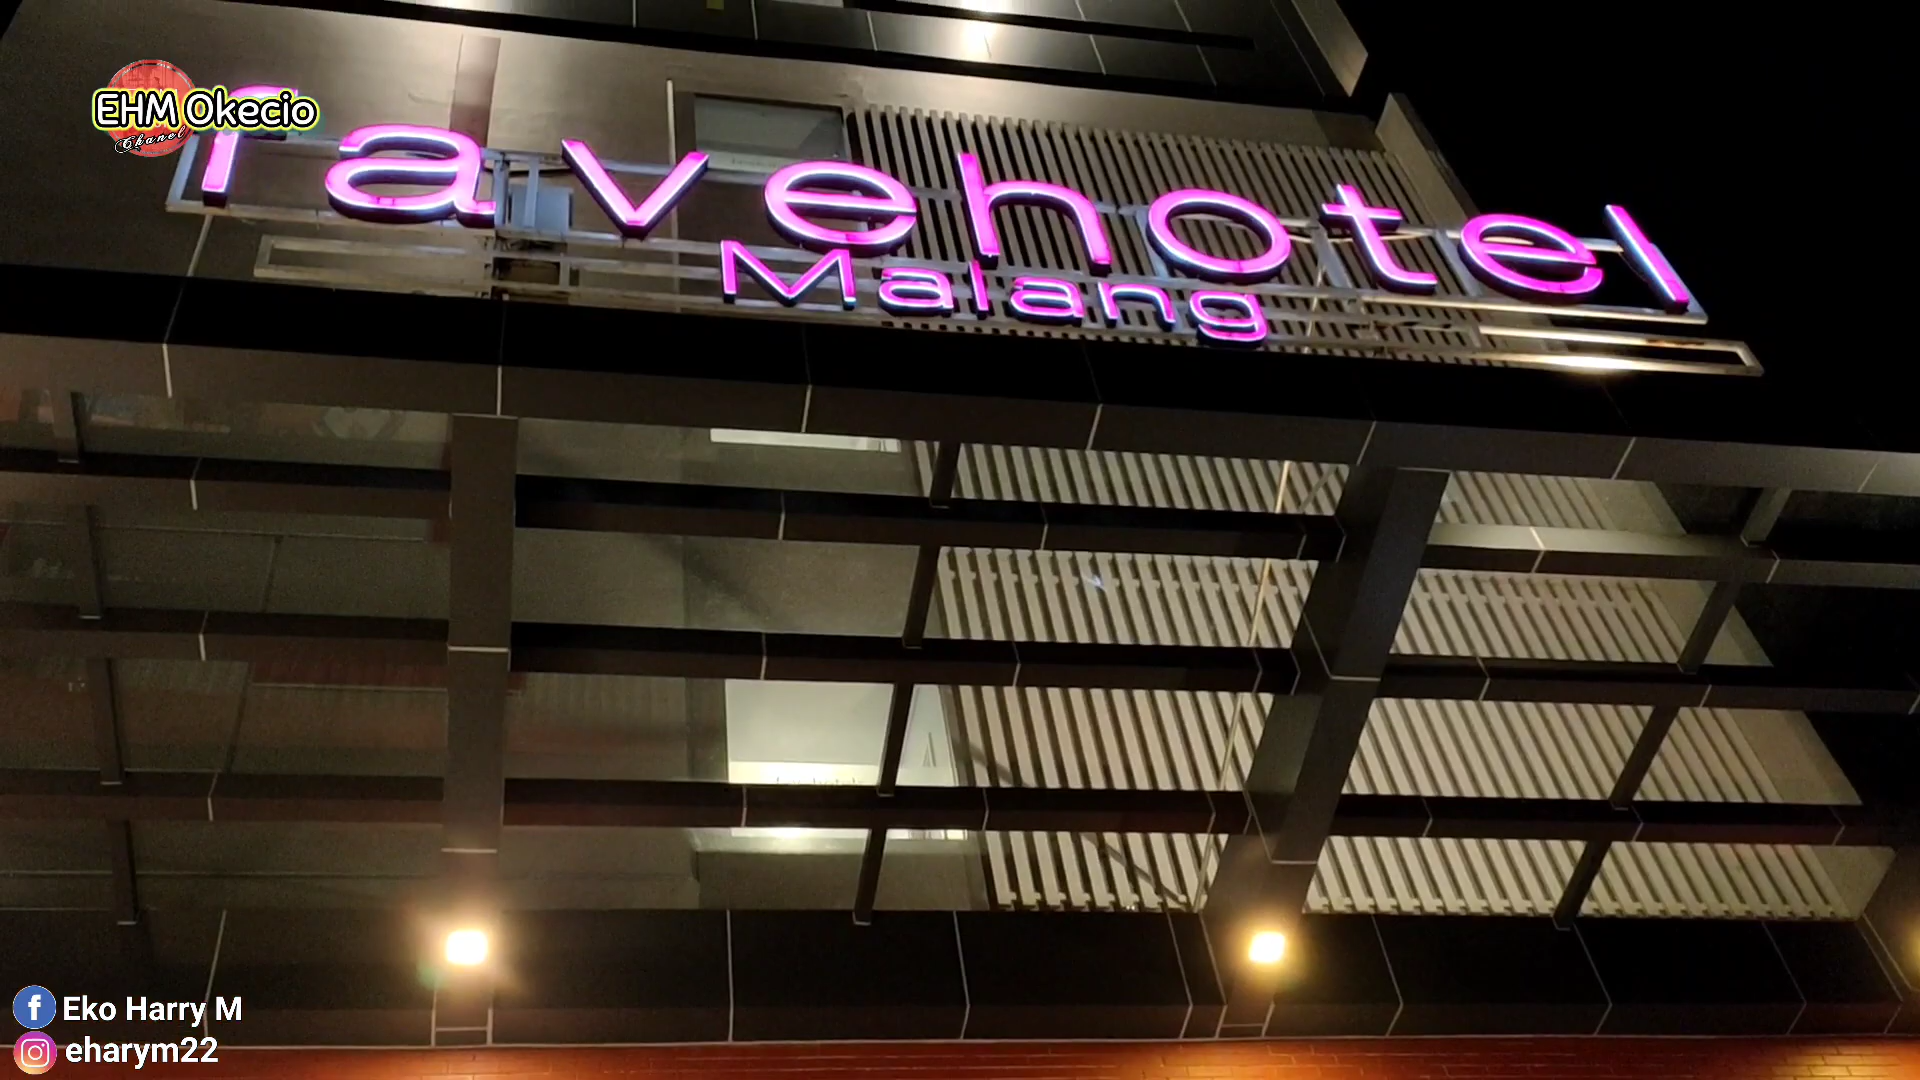 EHM Okecio
Chanel
favehotel
Malang
Eko Harry M
eharym22